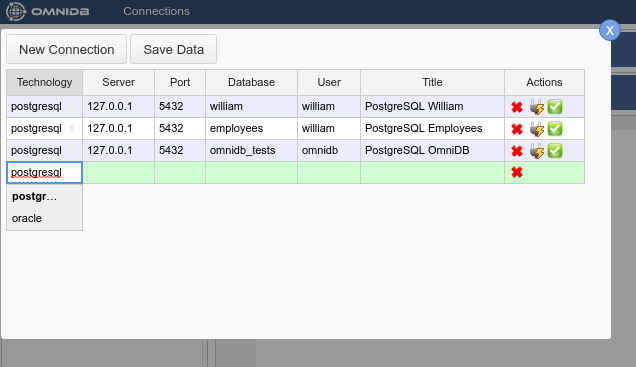 OMNIDB Connections
X
New Connection Save Data
Technology Server Port Database User Title Actions
postgresql 127.0.0.1 5432 william william PostgreSQL William
postgresql 127.0.0.1 5432 employees william PostgreSQL Employees
postgresql 127.0.0.1 5432 omnidb_tests omnidb PostgreSQL OmniDB
postgresql
postgr...
oracle